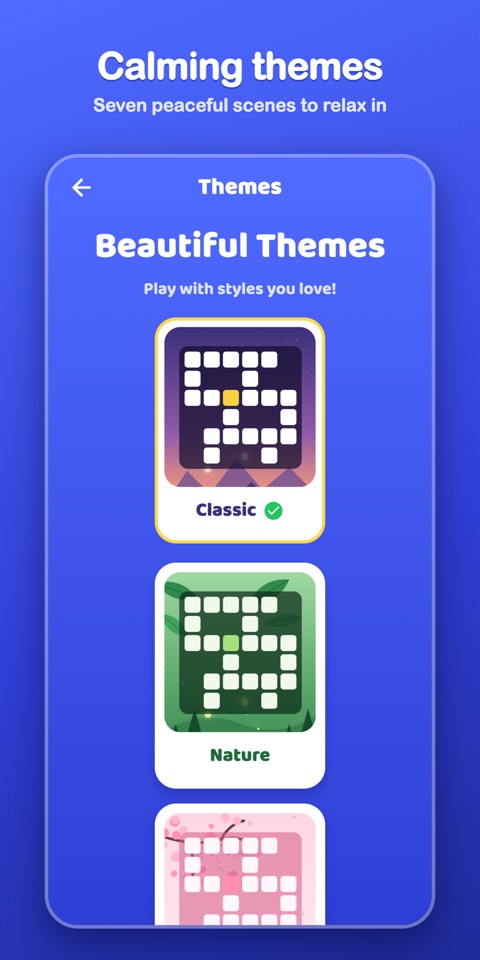 Calming themes
Seven peaceful scenes to relax in
Themes
Beautiful Themes
Play with styles you love!
Classic
Nature